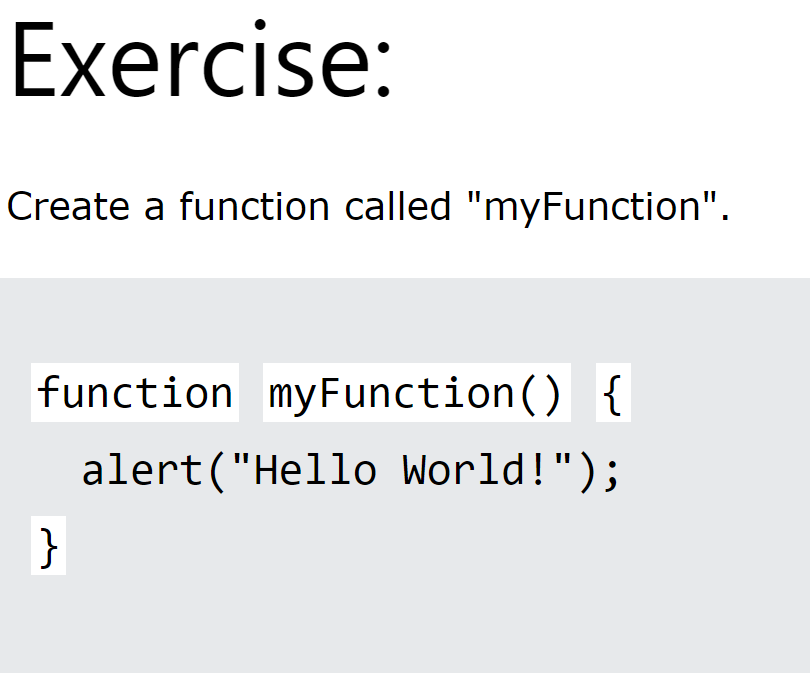 Exercise:
Create a function called "myFunction".
function myFunction() {
  alert("Hello World!");
}